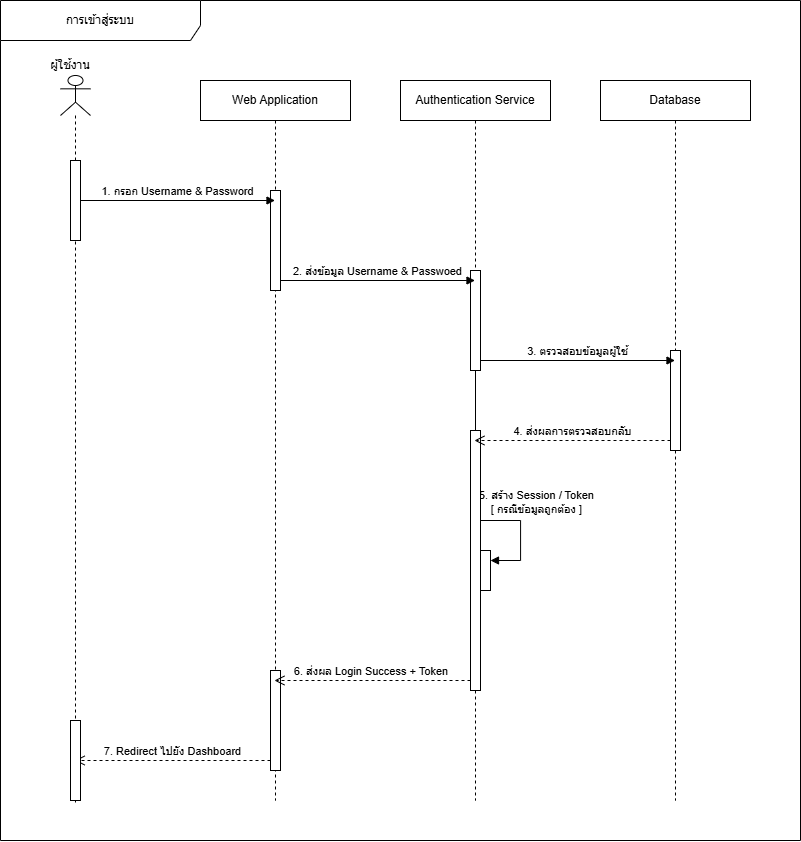 การเข้าสู่ระบบ
ผู้ใช้งาน
Web Application
Authentication Service
Database
1. กรอก Username & Password
2. ส่งข้อมูล Username & Passwoed
3. ตรวจสอบข้อมูลผู้ใช้
4. ส่งผลการตรวจสอบกลับ
5. สร้าง Session / Token
[ กรณีข้อมูลถูกต้อง ]
6. ส่งผล Login Success + Token
7. Redirect ไปยัง Dashboard